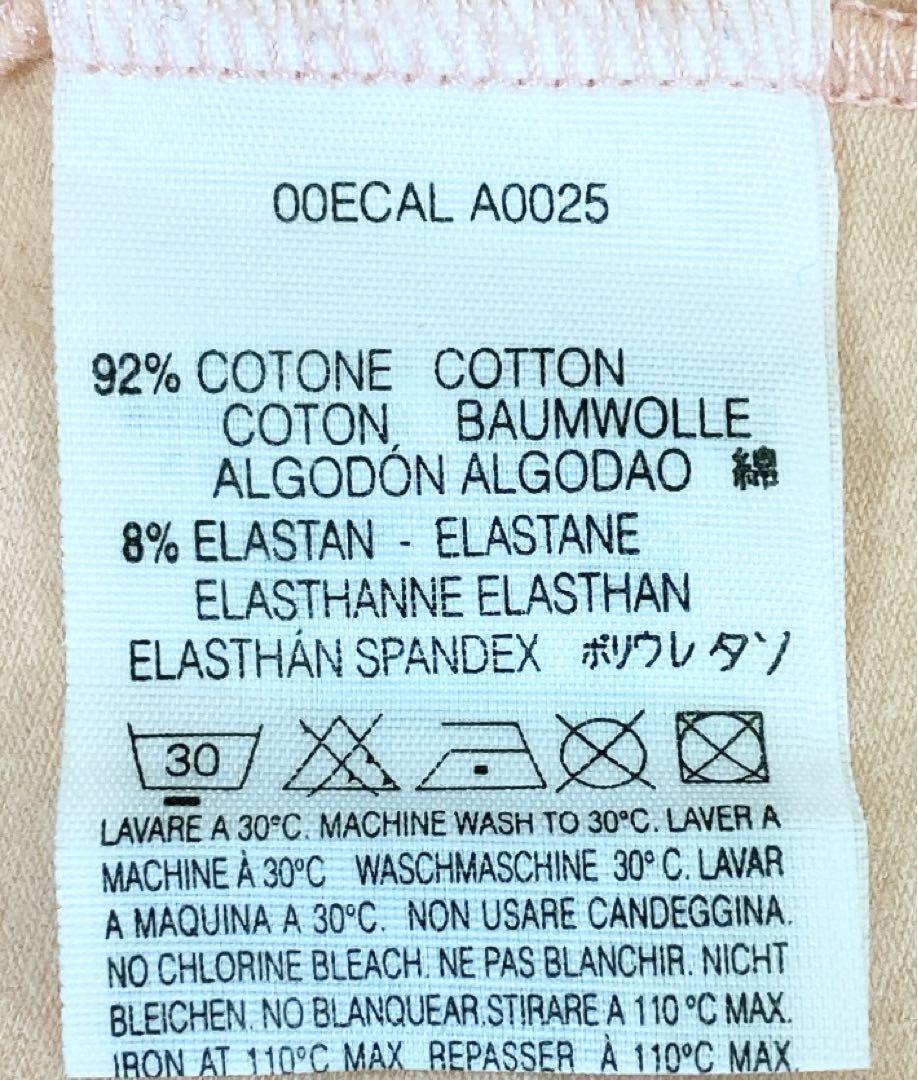 00ECAL A0025
92% COTONE COTTON
COTON, BAUMWOLLE
ALGODÓN ALGODAO 綿
8% ELASTAN - ELASTANE
ELASTHANNE ELASTHAN
ELASTHÁN SPANDEX ポリウレタン
30
LAVARE A 30°C. MACHINE WASH TO 30°C. LAVER A
MACHINE À 30°C WASCHMASCHINE 30° C. LAVAR
A MAQUINA A 30°C. NON USARE CANDEGGINA.
NO CHLORINE BLEACH. NE PAS BLANCHIR. NICHT
BLEICHEN. NO BLANQUEAR.STIRARE A 110 °C MAX.
IRON AT 110°C MAX REPASSER À 110°C MAX.